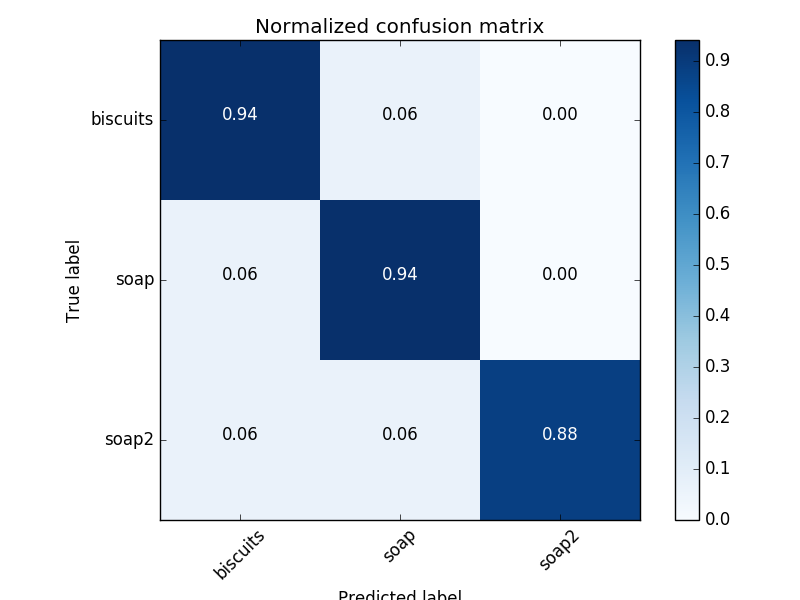 Normalized confusion matrix
biscuits 0.94 0.06 0.00
soap 0.06 0.94 0.00
soap2 0.06 0.06 0.88
True label
biscuits soap soap2
Predicted label
0.9
0.8
0.7
0.6
0.5
0.4
0.3
0.2
0.1
0.0